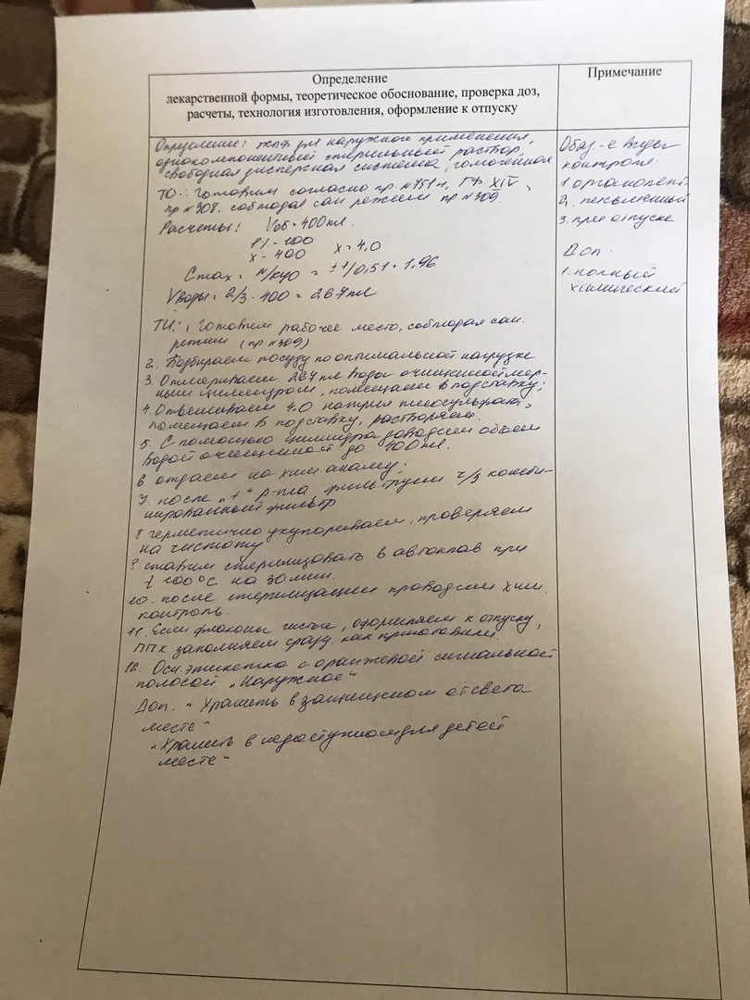 Определение
лекарственной формы, теоретическое обоснование, проверка доз,
расчеты, технология изготовления, оформление к отпуску
Примечание
Определение: жлф для наружного применения,
однокомпонентный стерильный раствор,
свободная дисперсная система, гомогенная
ТО: Готовим согласно пр №751н, ГФ XIV,
пр №308, соблюдая сан режим пр №309.
Расчеты: Vоб = 400 мл.
1) - 100
х - 400 х = 4,0
Cmax = N/КУО = ±1/0,51 = 1,96
Vводы = 2/3 · 400 = 267 мл
ТИ: 1. Готовим рабочее место, соблюдая сан.
режим (пр №309)
2. Подбираем посуду по оптимальной нагрузке
3. Отмериваем 267 мл воды очищенной мер-
ным цилиндром, помещаем в подставку;
4. Отвешиваем 4,0 натрия тиосульфата,
помещаем в подставку, растворяем.
5. С помощью цилиндра доводим объем
водой очищенной до 400 мл.
6 отдаем на хим анализ;
7. после „+“ р-та фильтруем ч/з
фильтр
8 герметично укупориваем, проверяем
на чистоту
9 ставим стерилизовать в автоклав при
t 100°С на 30 мин.
10. после стерилизации проводим хим.
контроль.
11. Если флаконы чистые, оформляем к отпуску,
ППК заполняем сразу, как приготовили.
12. Осн. этикетка с оранжевой сигнальной
полосой „Наружное“
Доп. „Хранить в защищенном от света
месте“
„Хранить в недоступном для детей
месте“
Обяз.-е виды
контроля:
1. органолепт.
2. письменный
3. при отпуске
Доп:
1. полный
химический